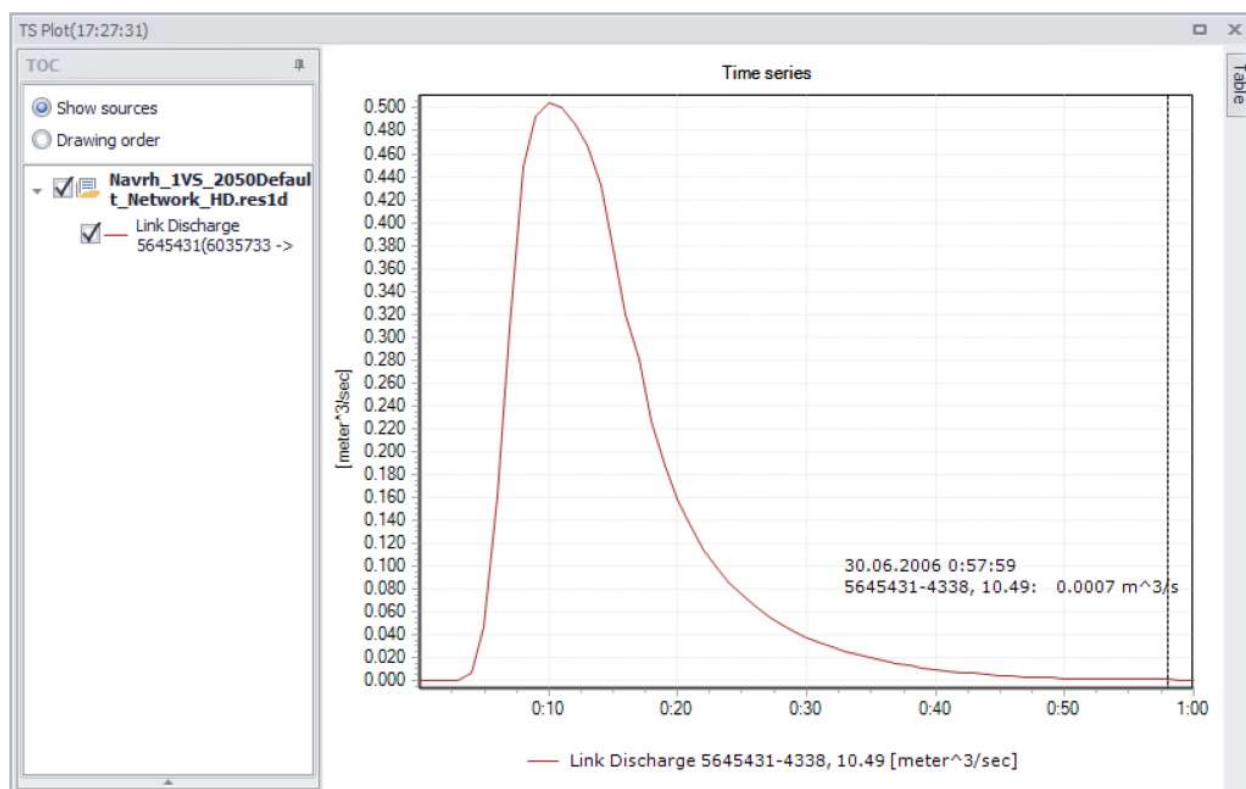 TS Plot(17:27:31)
TOC
Show sources
Drawing order
Navrh_1VS_2050Defaul
t_Network_HD.res1d
Link Discharge
5645431(6035733 ->
Time series
[meter^3/sec]
0.500
0.480
0.460
0.440
0.420
0.400
0.380
0.360
0.340
0.320
0.300
0.280
0.260
0.240
0.220
0.200
0.180
0.160
0.140
0.120
0.100
0.080
0.060
0.040
0.020
0.000
30.06.2006 0:57:59
5645431-4338, 10.49: 0.0007 m^3/s
0:10 0:20 0:30 0:40 0:50 1:00
Link Discharge 5645431-4338, 10.49 [meter^3/sec]
Table